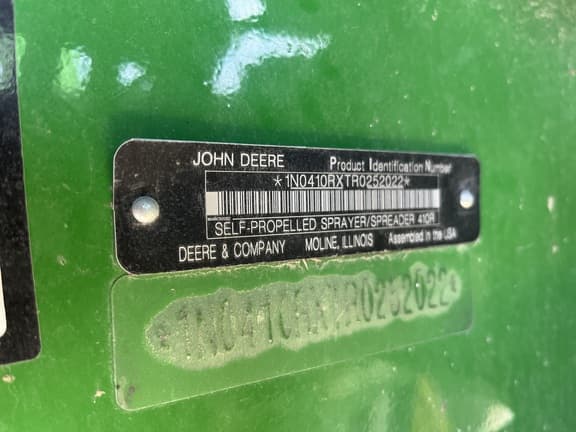 JOHN DEERE Product Identification Number
*1N0410RXTR0252022*
SELF-PROPELLED SPRAYER/SPREADER 410R
DEERE & COMPANY MOLINE, ILLINOIS Assembled in the USA
*1N0410RXTR0252022*